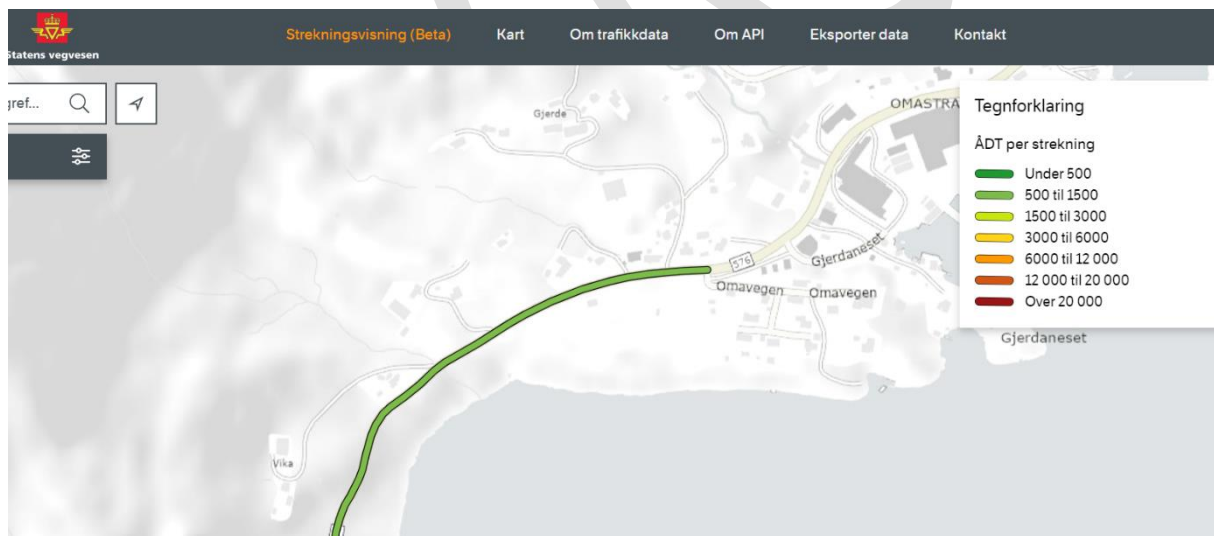 Statens vegvesen
Strekningsvisning (Beta)
Kart
Om trafikkdata
Om API
Eksporter data
Kontakt
gref...
Gjerde
OMASTRA
Tegnforklaring
ÅDT per strekning
Under 500
500 til 1500
1500 til 3000
3000 til 6000
6000 til 12 000
12 000 til 20 000
Over 20 000
576
Gjerdaneset
Omavegen
Omavegen
Gjerdaneset
Vika